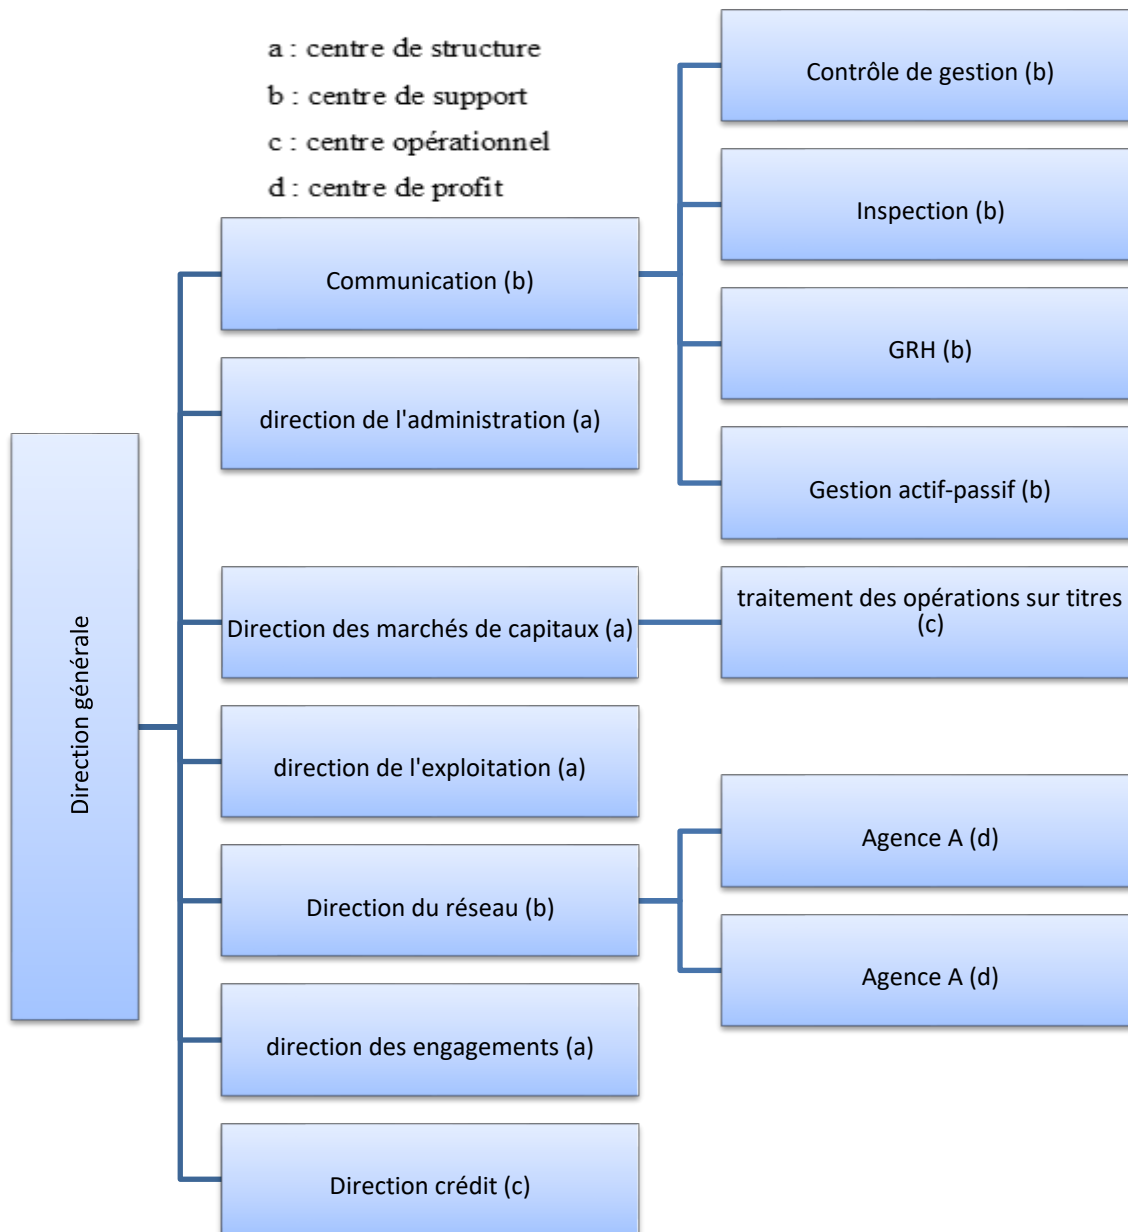 a : centre de structure
b : centre de support
c : centre opérationnel
d : centre de profit
Direction générale
Communication (b)
direction de l'administration (a)
Direction des marchés de capitaux (a)
direction de l'exploitation (a)
Direction du réseau (b)
direction des engagements (a)
Direction crédit (c)
Contrôle de gestion (b)
Inspection (b)
GRH (b)
Gestion actif-passif (b)
traitement des opérations sur titres
(c)
Agence A (d)
Agence A (d)